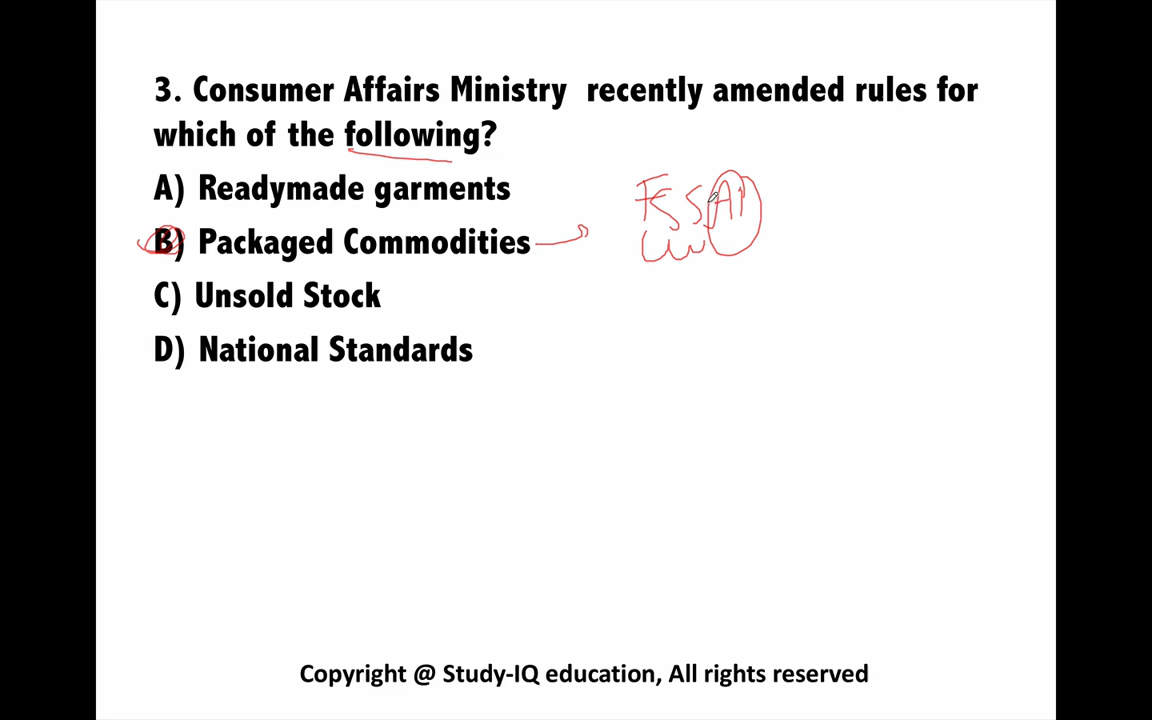 3. Consumer Affairs Ministry recently amended rules for
which of the following?
A) Readymade garments
B) Packaged Commodities
FSSAI
C) Unsold Stock
D) National Standards
Copyright @ Study-IQ education, All rights reserved